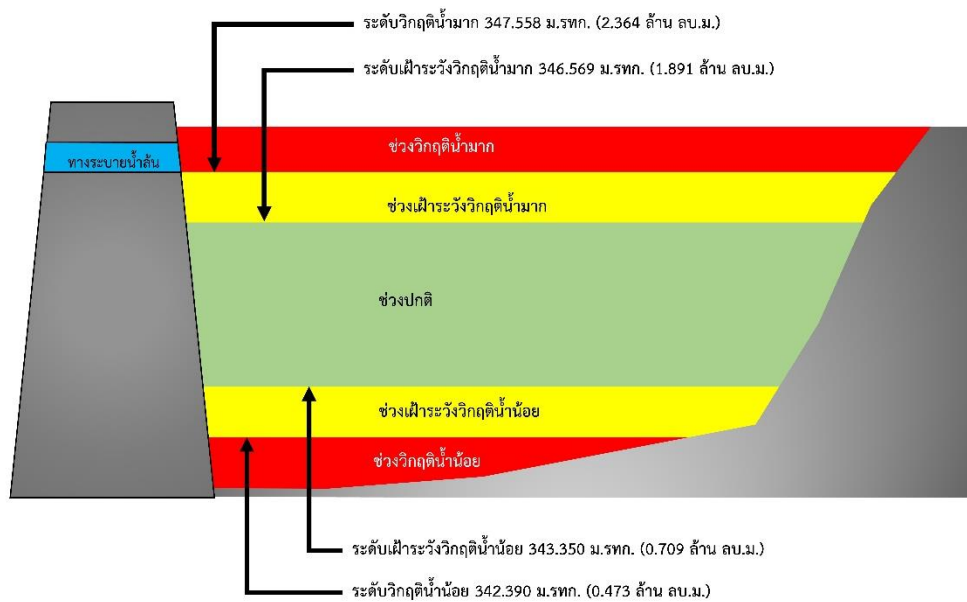 ระดับวิกฤติน้ำมาก 347.558 ม.รทก. (2.364 ล้าน ลบ.ม.)
ระดับเฝ้าระวังวิกฤติน้ำมาก 346.569 ม.รทก. (1.891 ล้าน ลบ.ม.)
ช่วงวิกฤติน้ำมาก
ทางระบายน้ำล้น
ช่วงเฝ้าระวังวิกฤติน้ำมาก
ช่วงปกติ
ช่วงเฝ้าระวังวิกฤติน้ำน้อย
ช่วงวิกฤติน้ำน้อย
ระดับเฝ้าระวังวิกฤติน้ำน้อย 343.350 ม.รทก. (0.709 ล้าน ลบ.ม.)
ระดับวิกฤติน้ำน้อย 342.390 ม.รทก. (0.473 ล้าน ลบ.ม.)